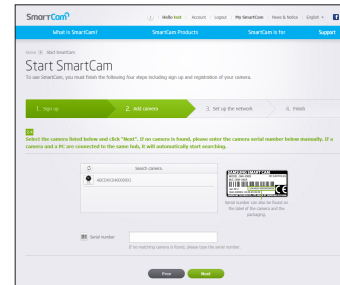 SmartCam
Hello test Account Logout My SmartCam News & Notice English
What is SmartCam? SmartCam Products SmartCam is for Support
Home Start SmartCam
Start SmartCam
To use SmartCam, you must finish the following four steps including sign up and registration of your camera.
1. Sign up 2. Add camera 3. Set up the network 4. Finish
Select the camera listed below and click "Next". If no camera is found, please enter the camera serial number below manually. If a
camera and a PC are connected to the same hub, it will automatically start searching.
Search camera.
SAMSUNG SMART CAM
Serial number can also be found on
the label of the camera and the
packaging.
Serial number
If no matching camera is found, please type the serial number.
Prev Next